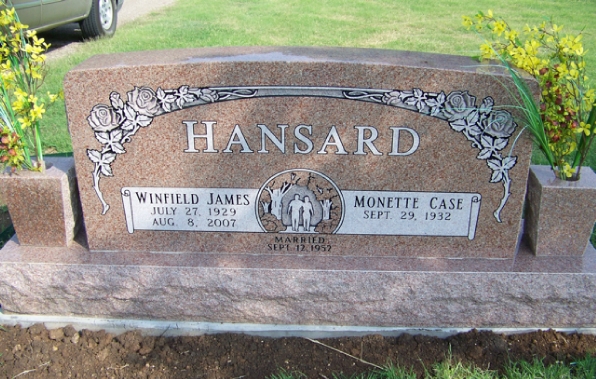 HANSARD
WINFIELD JAMES
JULY 27, 1929
AUG. 8, 2007
MONETTE CASE
SEPT. 29, 1932
MARRIED
SEPT. 12, 1952